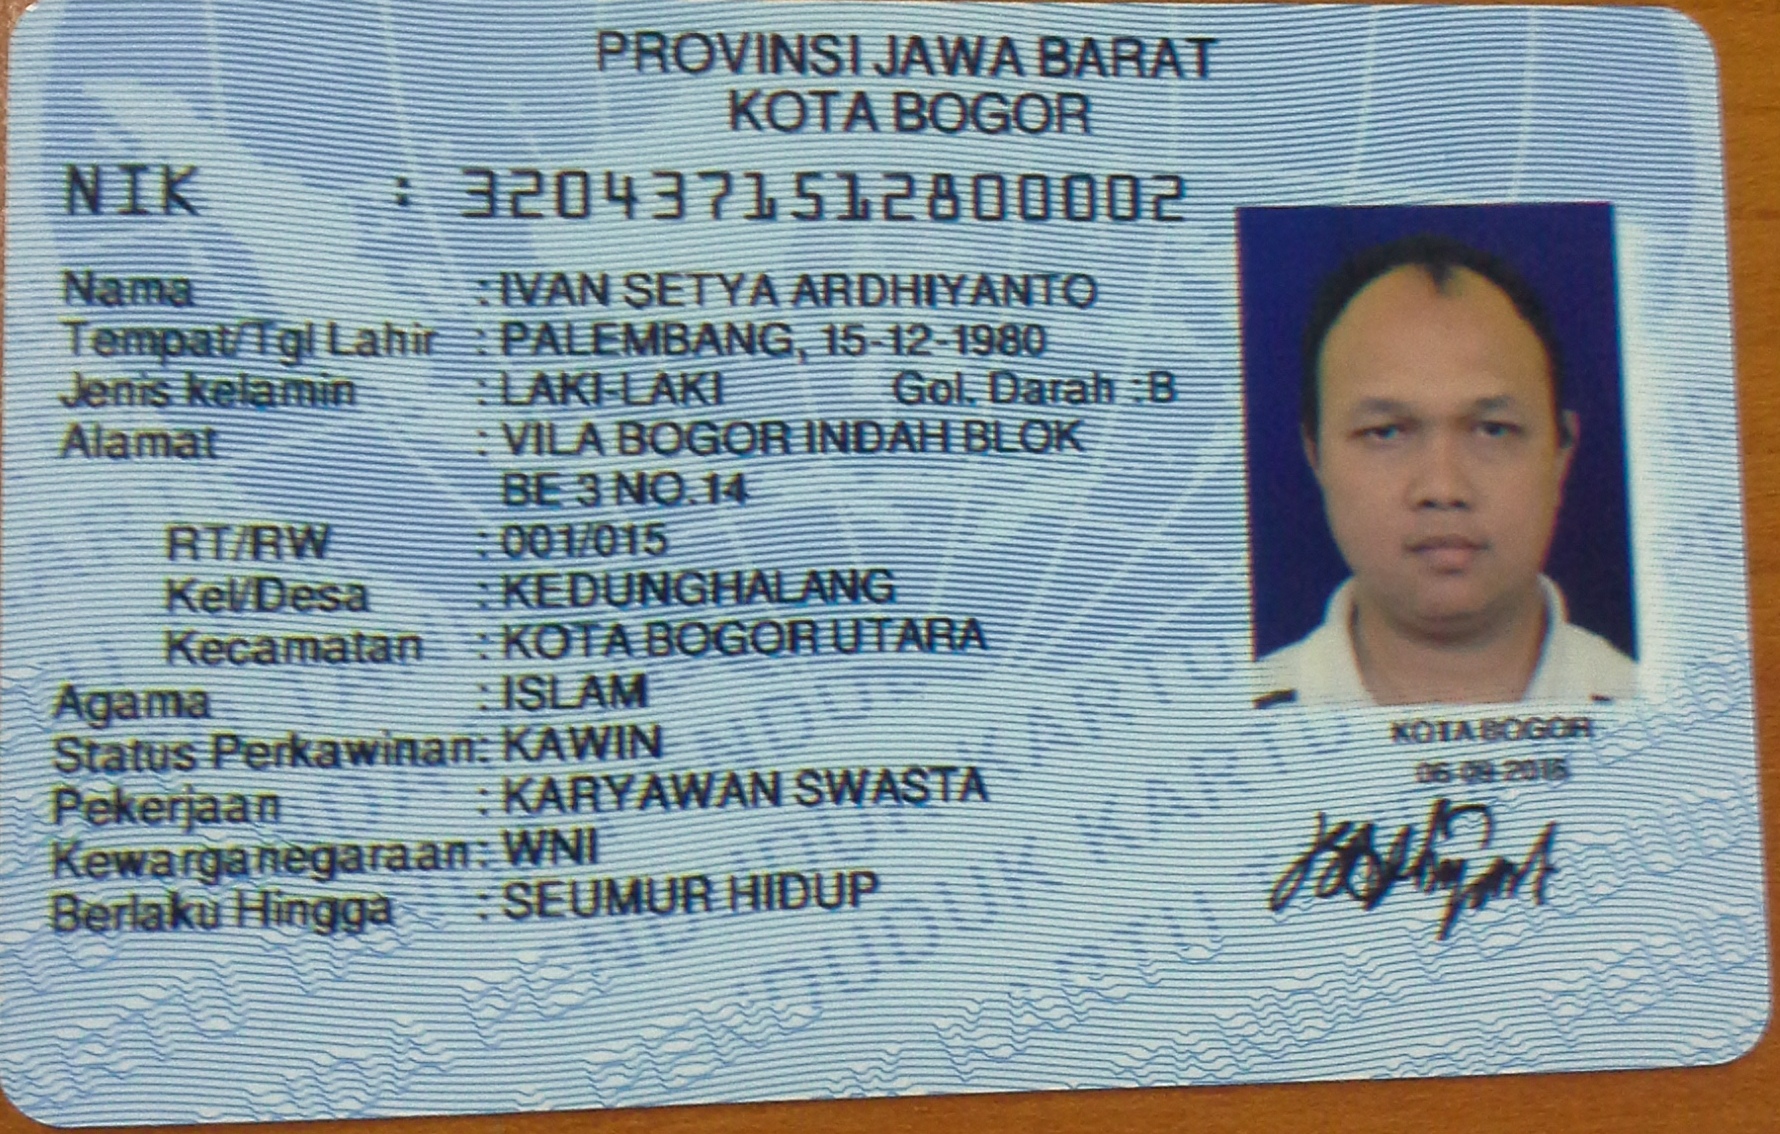 PROVINSI JAWA BARAT
KOTA BOGOR
NIK : 3204371512800002
Nama : IVAN SETYA ARDHIYANTO
Tempat/Tgl Lahir : PALEMBANG, 15-12-1980
Jenis kelamin : LAKI-LAKI Gol. Darah : B
Alamat : VILA BOGOR INDAH BLOK
BE 3 NO.14
RT/RW : 001/015
Kel/Desa : KEDUNGHALANG
Kecamatan : KOTA BOGOR UTARA
Agama : ISLAM
Status Perkawinan: KAWIN
Pekerjaan : KARYAWAN SWASTA
Kewarganegaraan: WNI
Berlaku Hingga : SEUMUR HIDUP
KOTA BOGOR